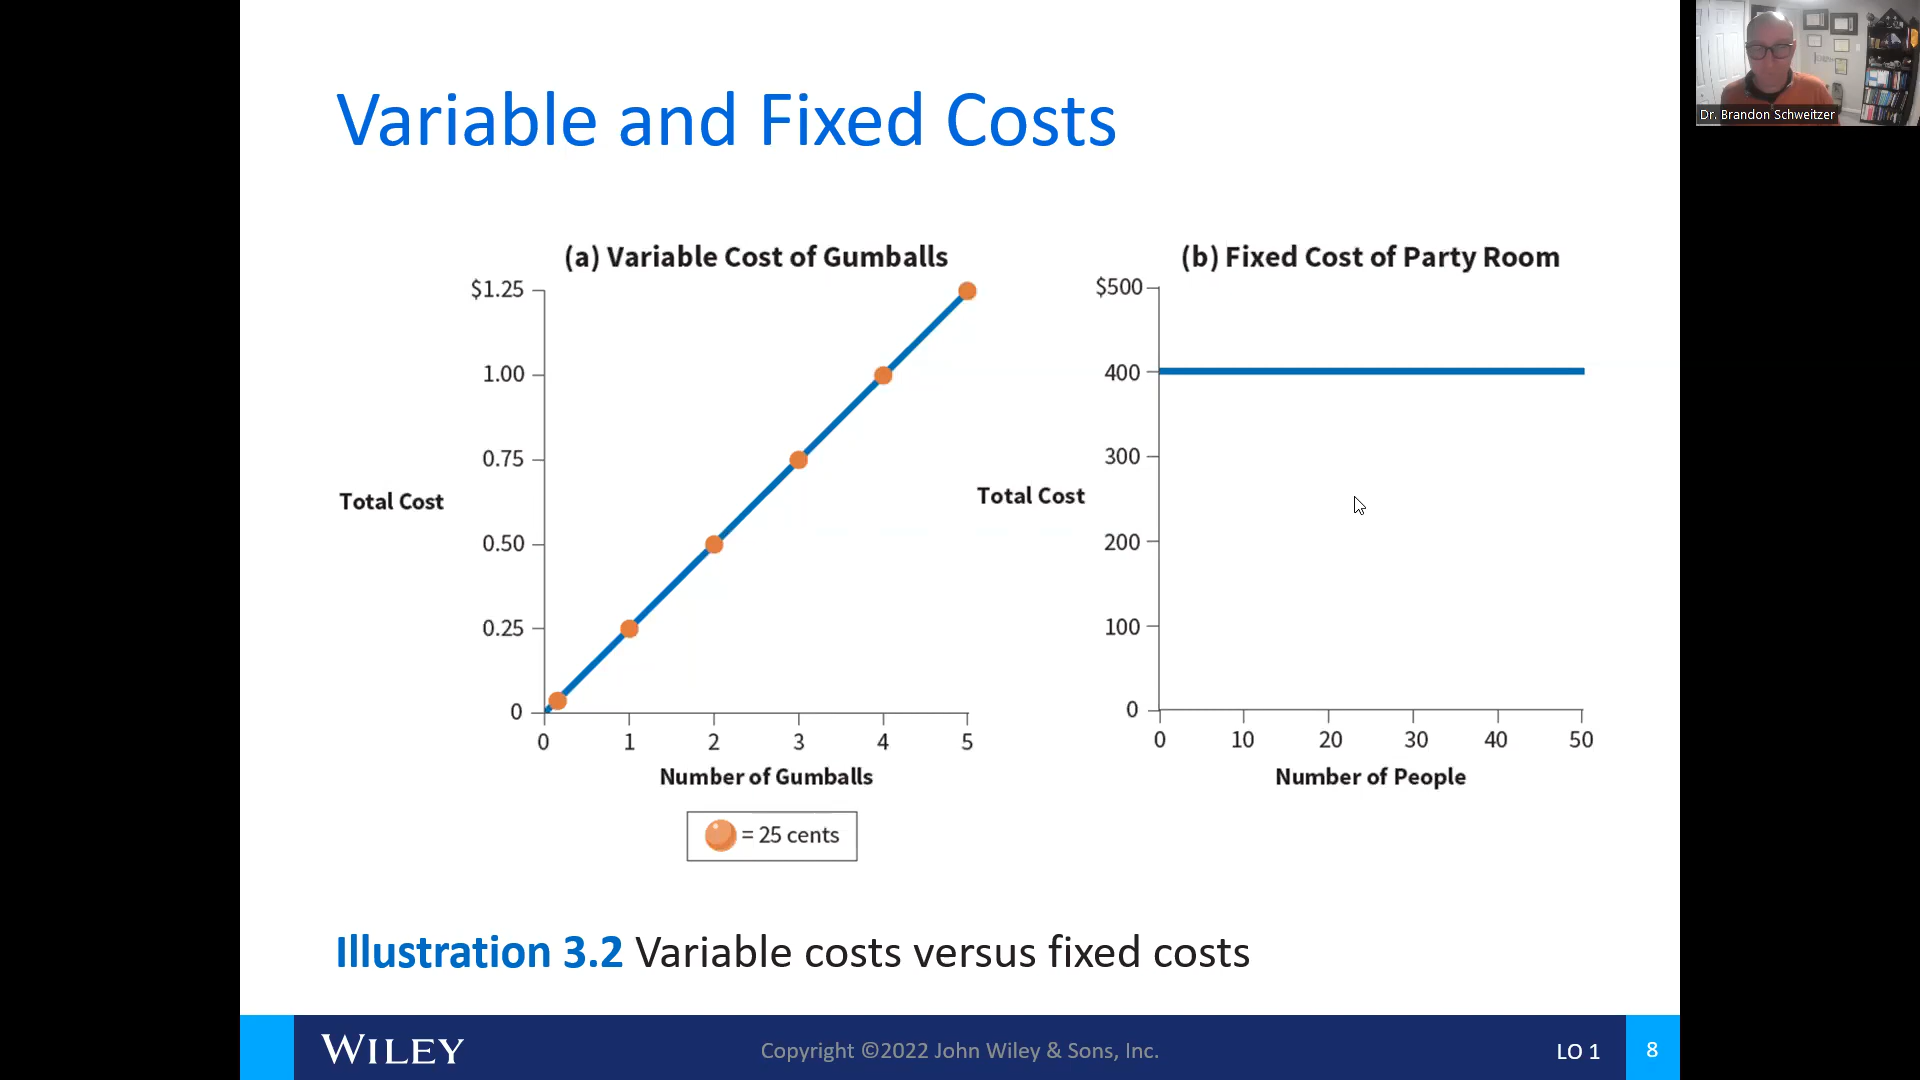 Variable and Fixed Costs
Dr. Brandon Schweitzer
(a) Variable Cost of Gumballs
$1.25
1.00
0.75
0.50
0.25
0
Total Cost
0 1 2 3 4 5
Number of Gumballs
= 25 cents
(b) Fixed Cost of Party Room
$500
400
300
200
100
0
Total Cost
0 10 20 30 40 50
Number of People
Illustration 3.2 Variable costs versus fixed costs
WILEY
Copyright ©2022 John Wiley & Sons, Inc.
LO 1
8